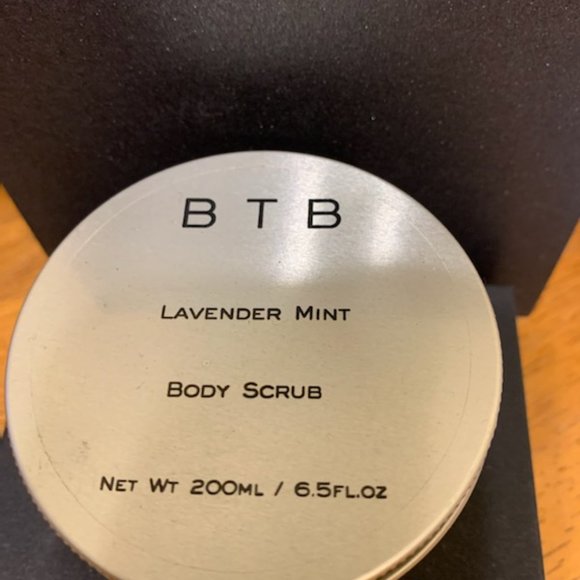 BTB
Lavender Mint
Body Scrub
Net Wt 200ml / 6.5fl.oz